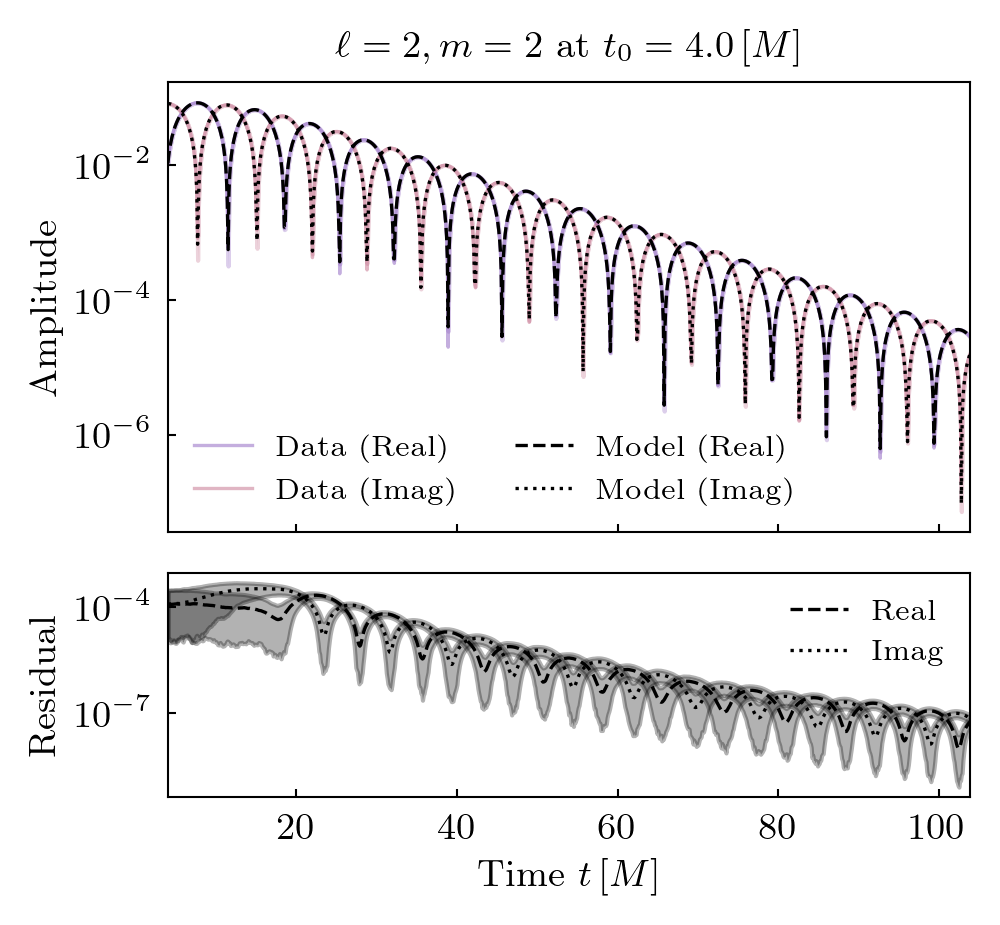 ℓ = 2, m = 2 at t₀ = 4.0 [M]
Amplitude
10⁻²
10⁻⁴
10⁻⁶
Data (Real)
Data (Imag)
Model (Real)
Model (Imag)
Residual
10⁻⁴
10⁻⁷
Real
Imag
20 40 60 80 100
Time t [M]